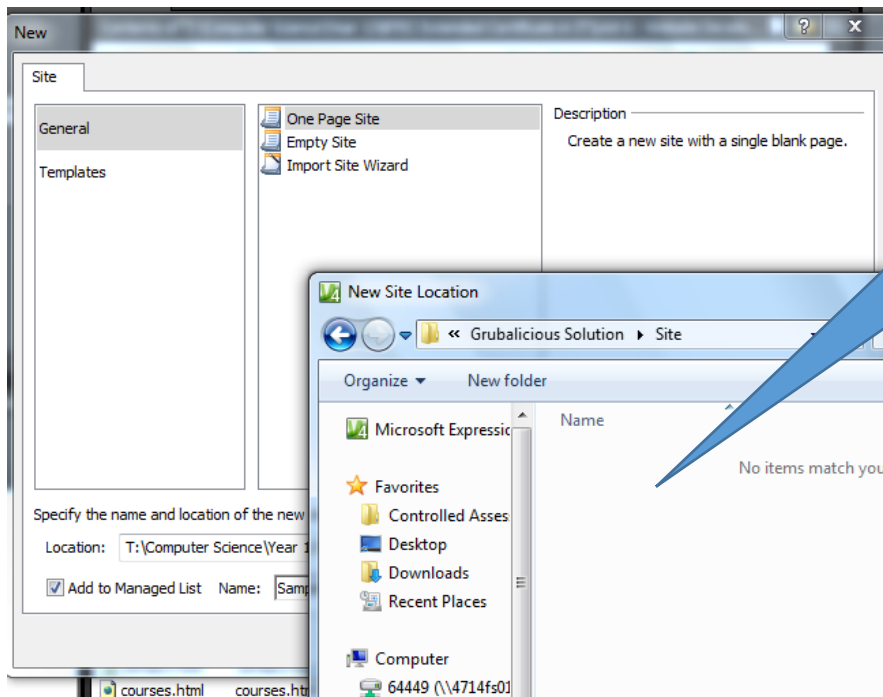 New
Site
General
Templates
One Page Site
Empty Site
Import Site Wizard
Description
Create a new site with a single blank page.
New Site Location
« Grubalicious Solution Site
Organize New folder
Microsoft Expressic
Favorites
Controlled Asses
Desktop
Downloads
Recent Places
Computer
64449 (\\4714fs01
Name
No items match you
Specify the name and location of the new
Location: T:\Computer Science\Year 1
Add to Managed List Name: Samp
courses.html courses.ht